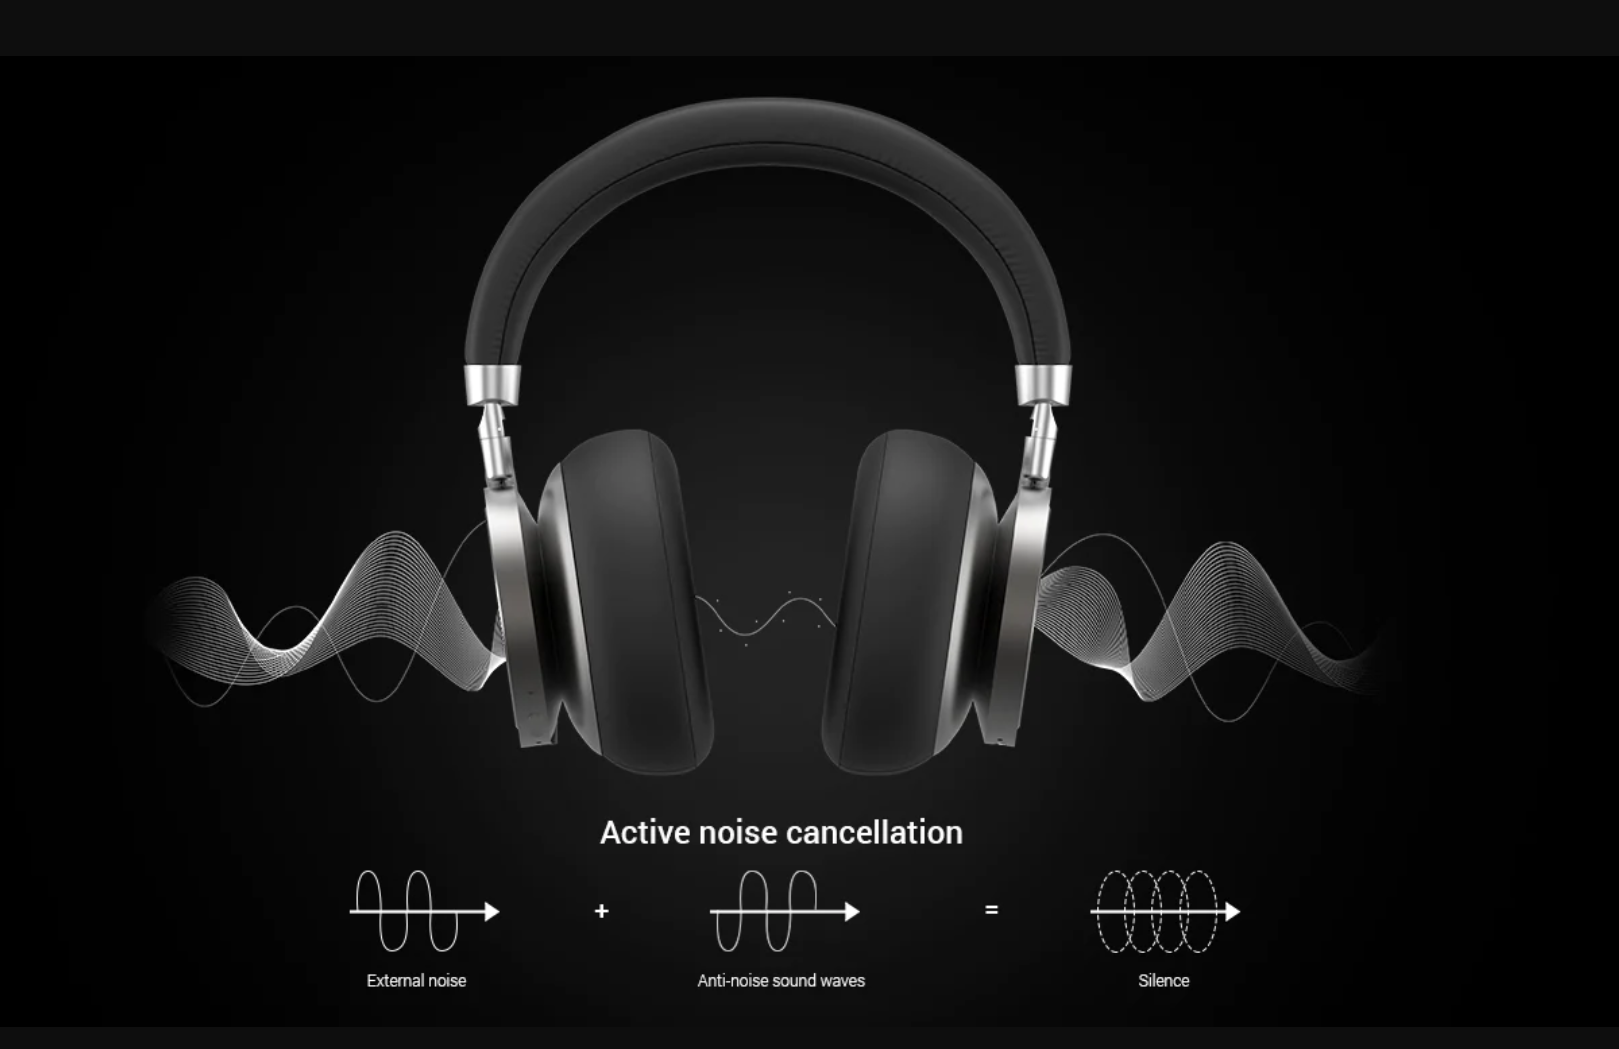 Active noise cancellation
+
=
External noise
Anti-noise sound waves
Silence